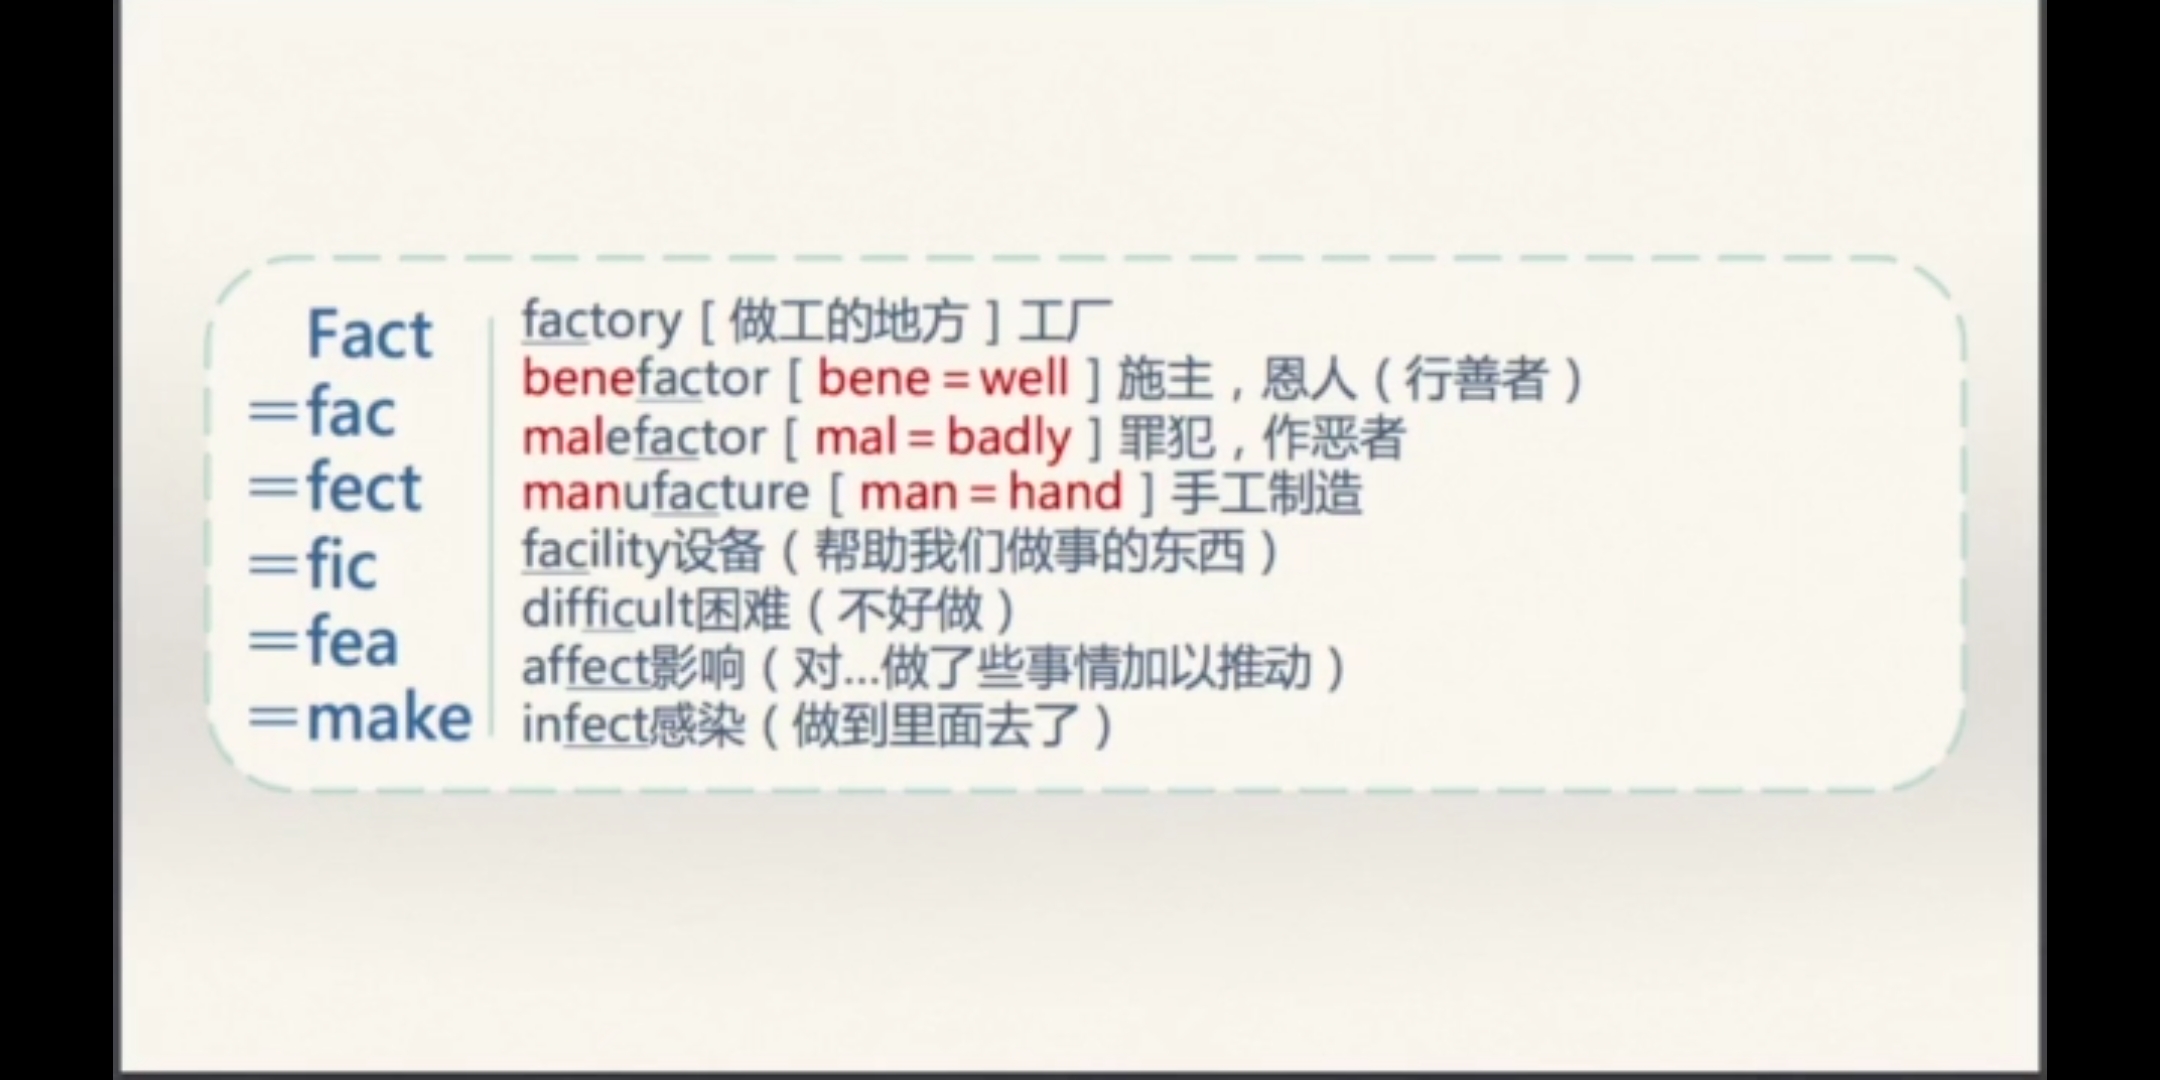 Fact
=fac
=fect
=fic
=fea
=make
factory [ 做工的地方 ] 工厂
benefactor [ bene = well ] 施主，恩人（行善者）
malefactor [ mal = badly ] 罪犯，作恶者
manufacture [ man = hand ] 手工制造
facility设备（帮助我们做事的东西）
difficult困难（不好做）
affect影响（对...做了些事情加以推动）
infect感染（做到里面去了）